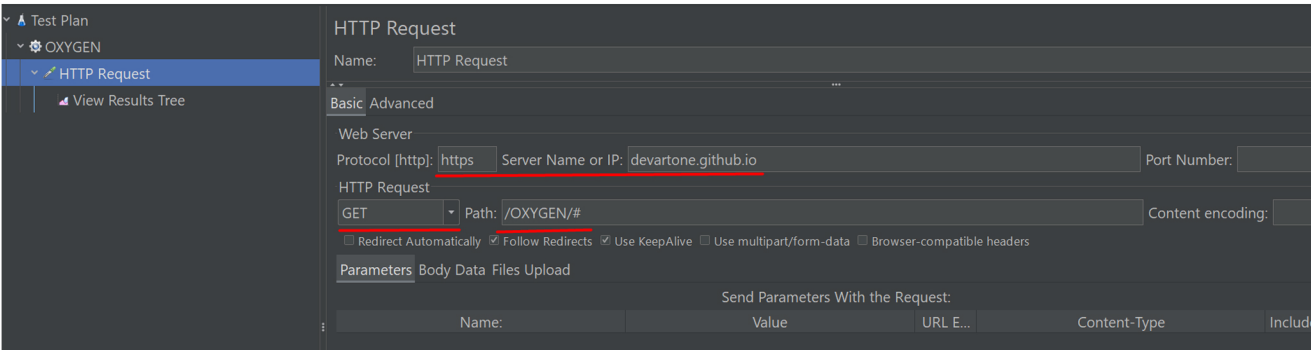 Test Plan
OXYGEN
HTTP Request
View Results Tree
HTTP Request
Name: HTTP Request
Basic Advanced
Web Server
Protocol [http]: https Server Name or IP: devartone.github.io Port Number:
HTTP Request
GET Path: /OXYGEN/# Content encoding:
Redirect Automatically Follow Redirects Use KeepAlive Use multipart/form-data Browser-compatible headers
Parameters Body Data Files Upload
Send Parameters With the Request:
Name: Value URL E... Content-Type Includ